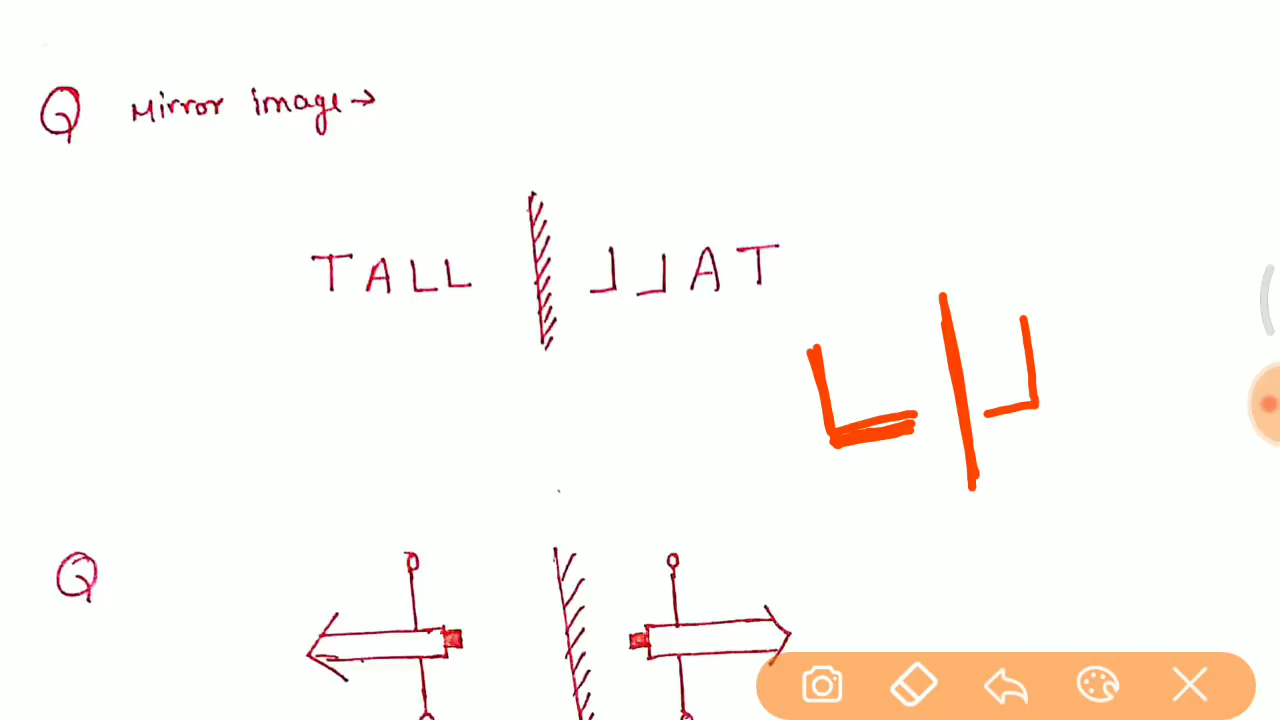 Q Mirror image →
TALL ⅃⅃AT
Q